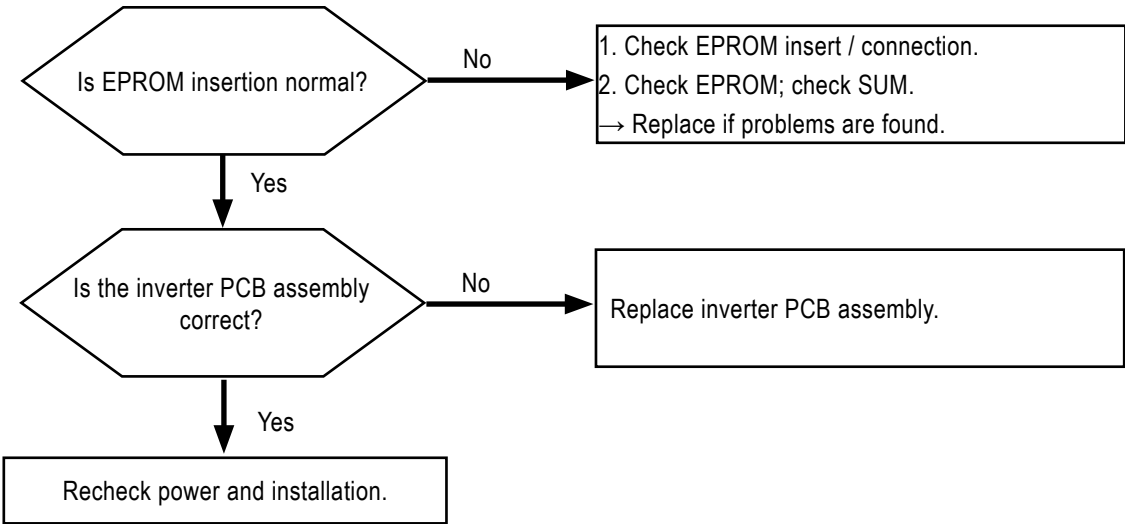 Is EPROM insertion normal?
No
1. Check EPROM insert / connection.
2. Check EPROM; check SUM.
→ Replace if problems are found.
Yes
Is the inverter PCB assembly
correct?
No
Replace inverter PCB assembly.
Yes
Recheck power and installation.